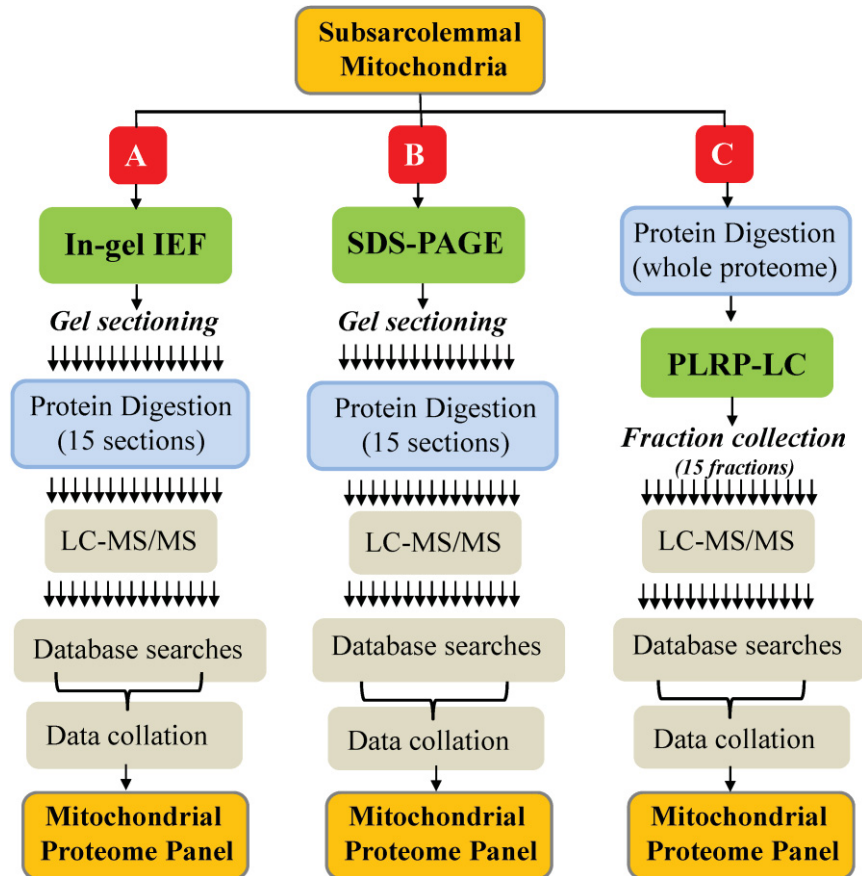 Subsarcolemmal
Mitochondria
A
B
C
In-gel IEF
Gel sectioning
Protein Digestion
(15 sections)
LC-MS/MS
Database searches
Data collation
Mitochondrial
Proteome Panel
SDS-PAGE
Gel sectioning
Protein Digestion
(15 sections)
LC-MS/MS
Database searches
Data collation
Mitochondrial
Proteome Panel
Protein Digestion
(whole proteome)
PLRP-LC
Fraction collection
(15 fractions)
LC-MS/MS
Database searches
Data collation
Mitochondrial
Proteome Panel